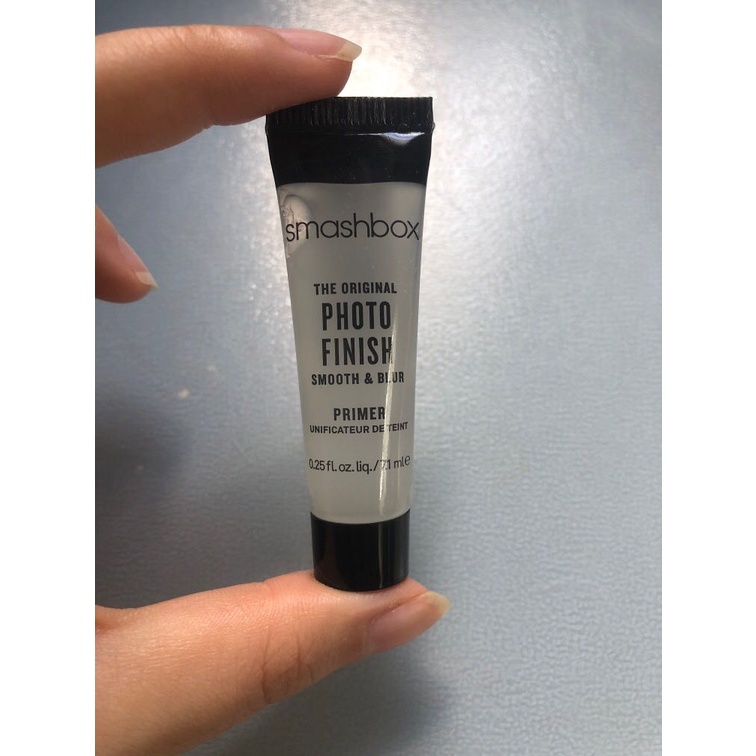 smashbox
THE ORIGINAL
PHOTO
FINISH
SMOOTH & BLUR
PRIMER
UNIFICATEUR DE TEINT
0.25 fl. oz. liq./7.1 ml e